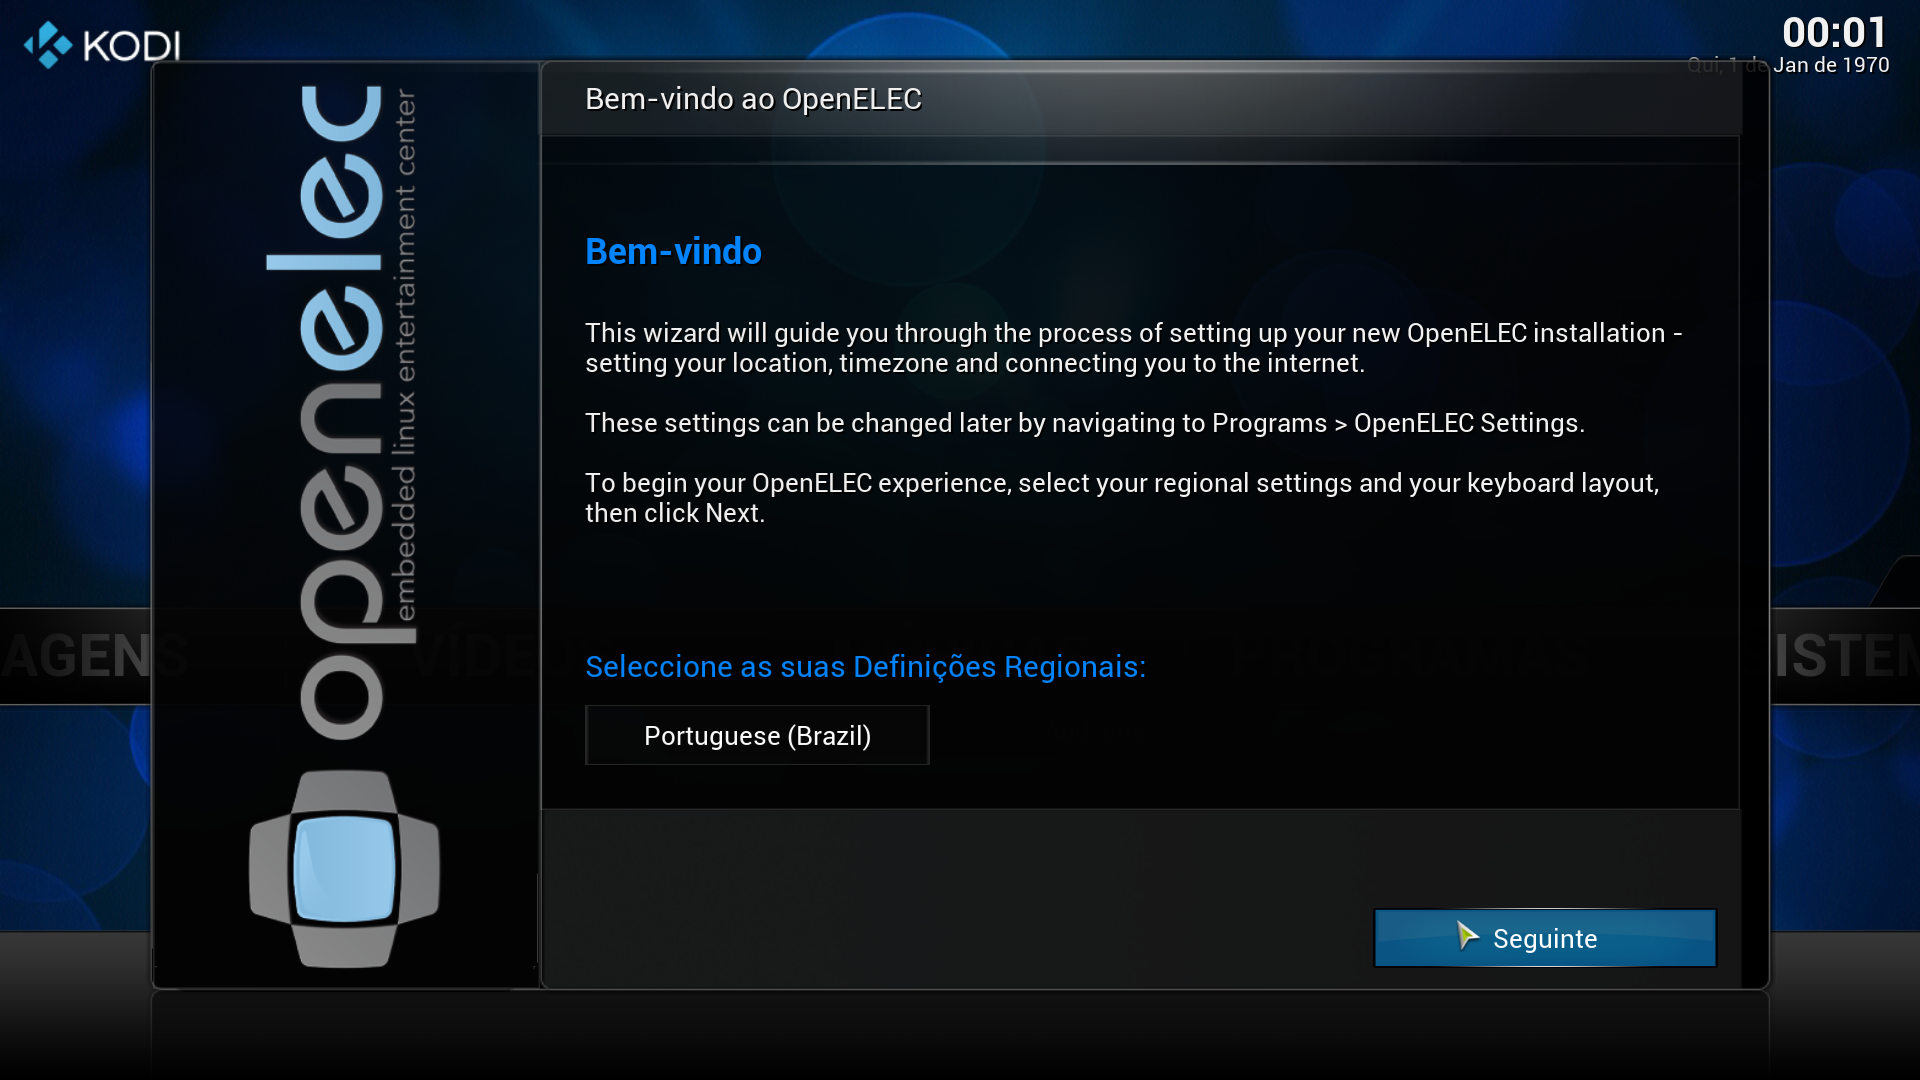 KODI
00:01
Qui, 1 de Jan de 1970
openelec
embedded linux entertainment center
Bem-vindo ao OpenELEC
Bem-vindo
This wizard will guide you through the process of setting up your new OpenELEC installation -
setting your location, timezone and connecting you to the internet.
These settings can be changed later by navigating to Programs > OpenELEC Settings.
To begin your OpenELEC experience, select your regional settings and your keyboard layout,
then click Next.
AGENS
VÍDEO
ISTEM
Seleccione as suas Definições Regionais:
Portuguese (Brazil)
Seguinte